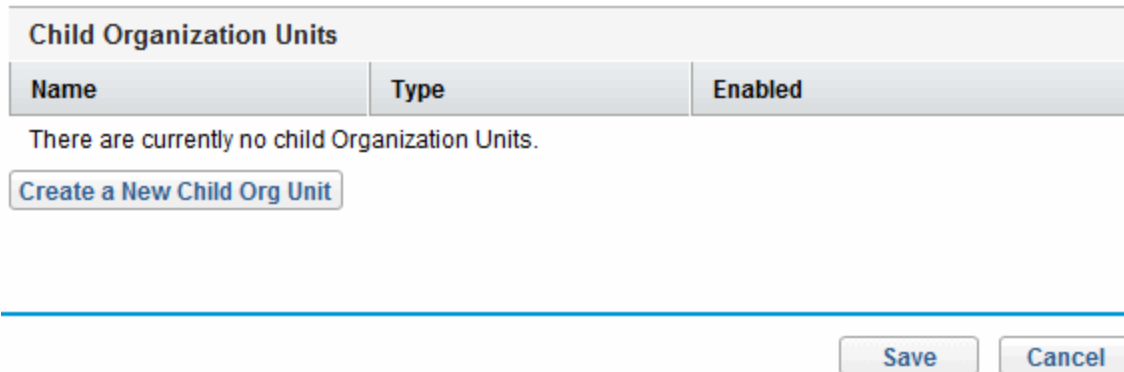 Child Organization Units
Name Type Enabled
There are currently no child Organization Units.
Create a New Child Org Unit
Save Cancel